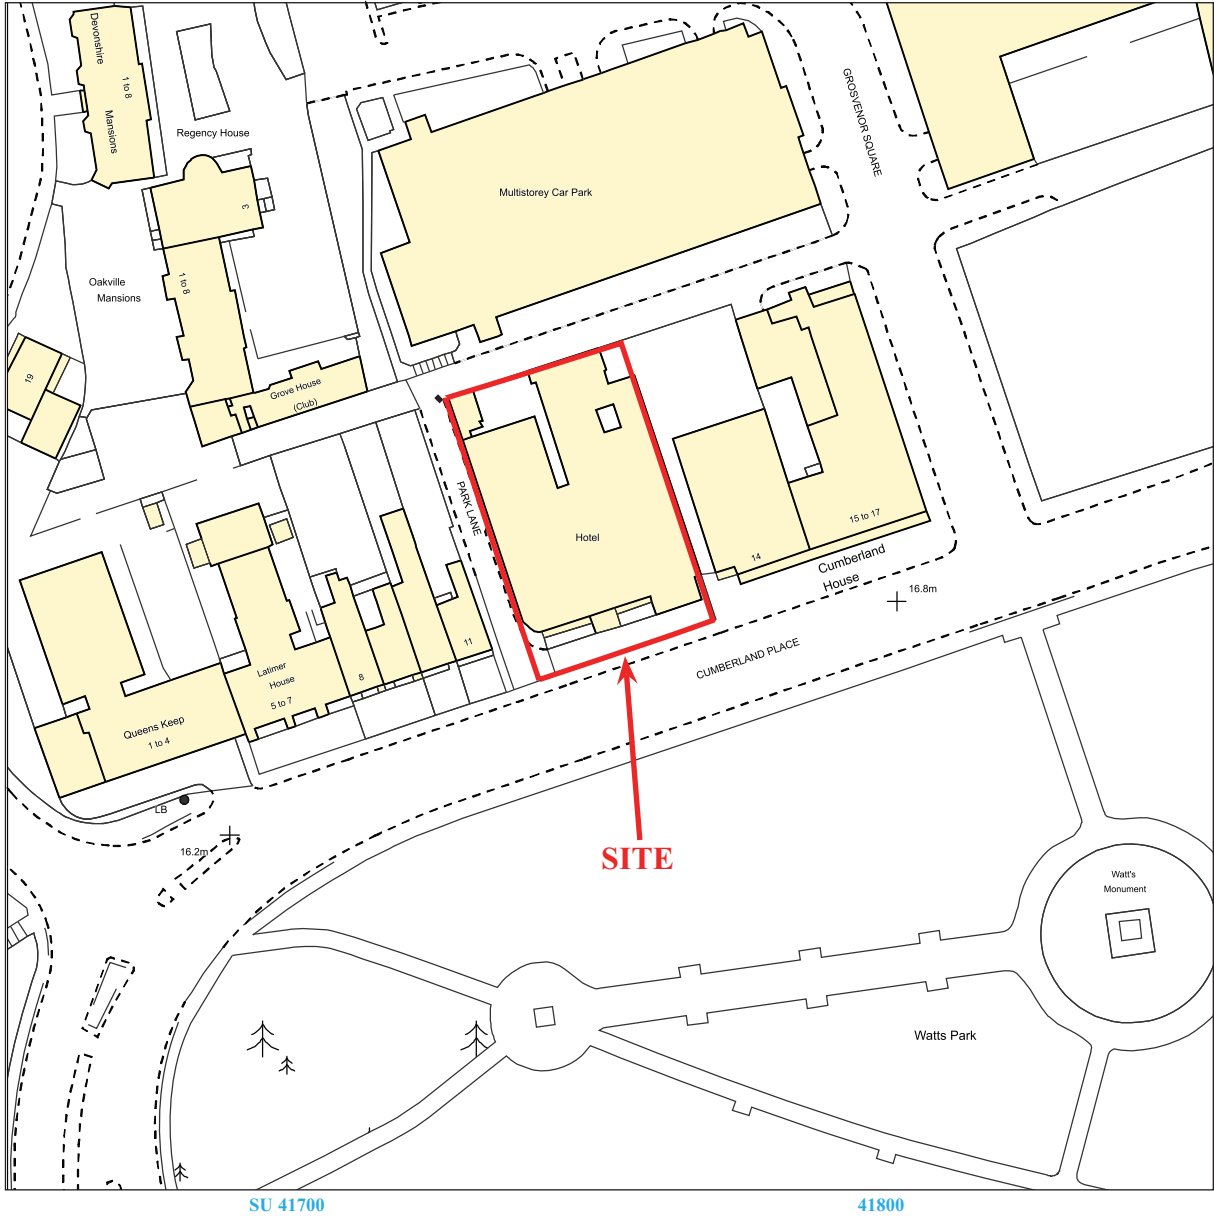 Devonshire
1 to 8
Mansions
Regency House
GROSVENOR SQUARE
Multistorey Car Park
3
Oakville
Mansions
1 to 8
19
Grove House
(Club)
PARK LANE
Hotel
15 to 17
14
Cumberland
House
16.8m
11
CUMBERLAND PLACE
Latimer
House
5 to 7
8
Queens Keep
1 to 4
LB
16.2m
SITE
Watt's
Monument
Watts Park
SU 41700
41800